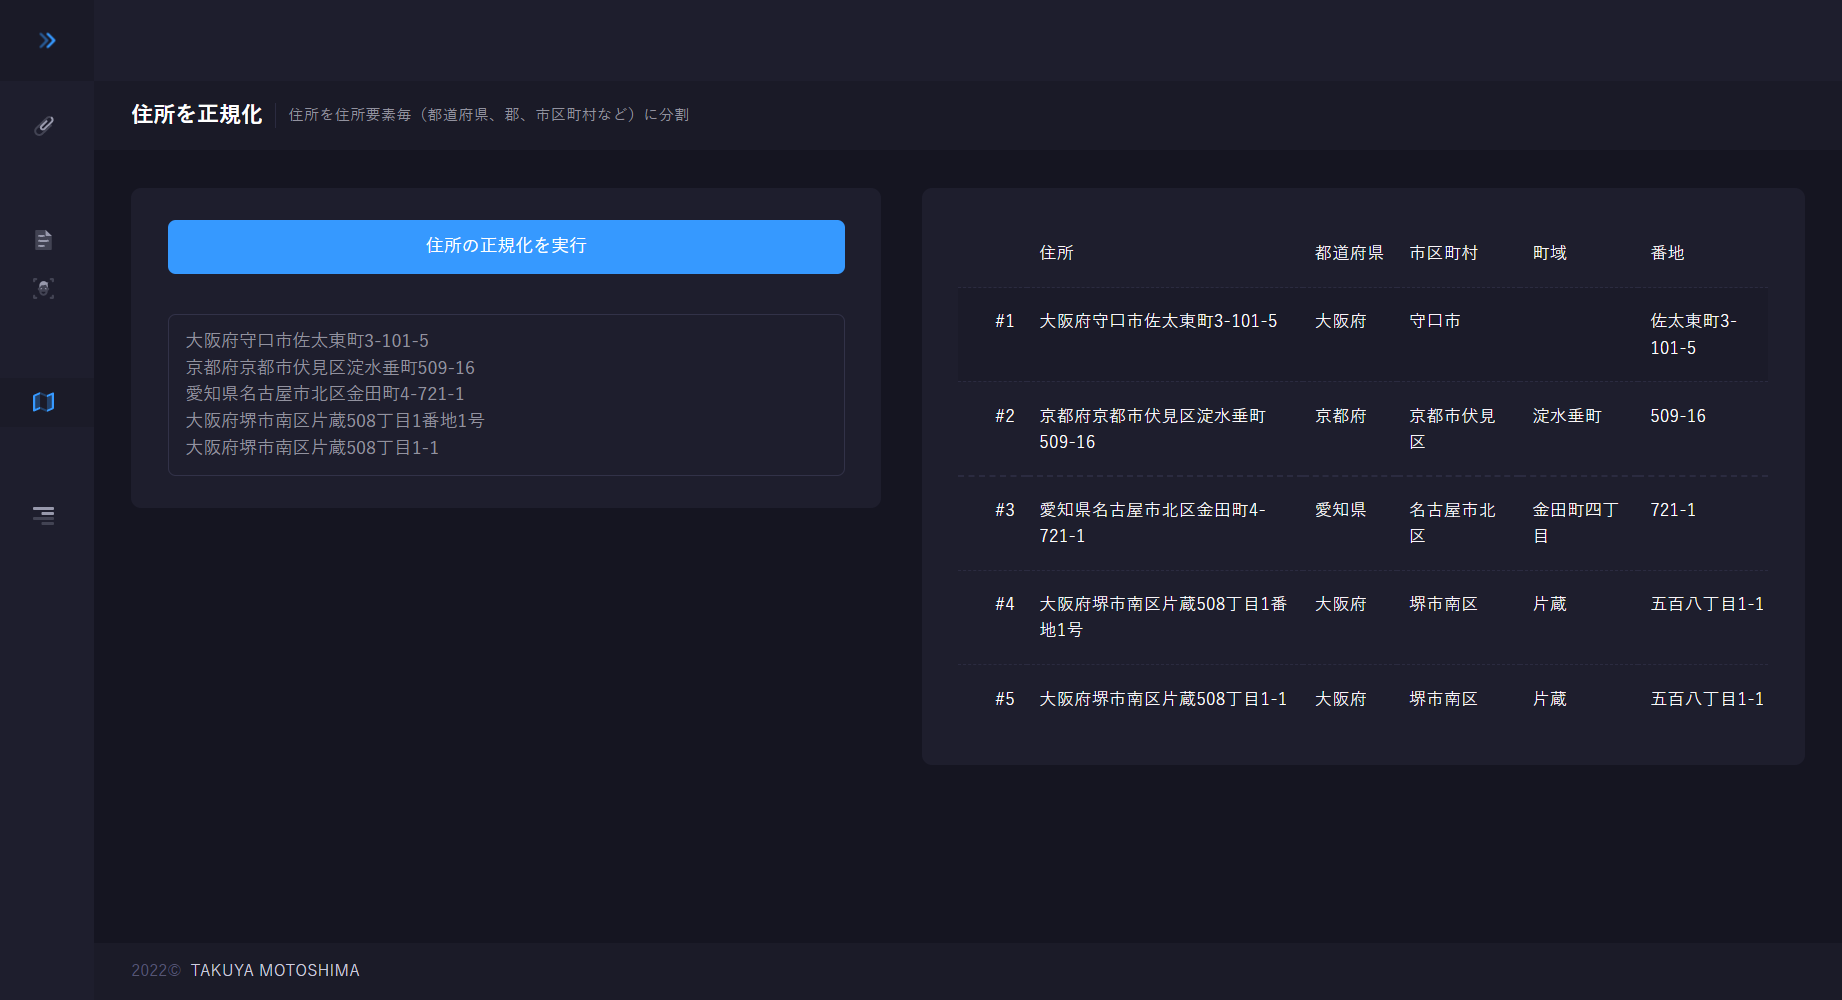 住所を正規化
住所を住所要素毎（都道府県、郡、市区町村など）に分割
住所の正規化を実行
大阪府守口市佐太東町3-101-5
京都府京都市伏見区淀水垂町509-16
愛知県名古屋市北区金田町4-721-1
大阪府堺市南区片蔵508丁目1番地1号
大阪府堺市南区片蔵508丁目1-1
住所 都道府県 市区町村 町域 番地
#1 大阪府守口市佐太東町3-101-5 大阪府 守口市 佐太東町3-
101-5
#2 京都府京都市伏見区淀水垂町 京都府 京都市伏見 淀水垂町 509-16
509-16 区
#3 愛知県名古屋市北区金田町4- 愛知県 名古屋市北 金田町四丁 721-1
721-1 区 目
#4 大阪府堺市南区片蔵508丁目1番 大阪府 堺市南区 片蔵 五百八丁目1-1
地1号
#5 大阪府堺市南区片蔵508丁目1-1 大阪府 堺市南区 片蔵 五百八丁目1-1
2022© TAKUYA MOTOSHIMA